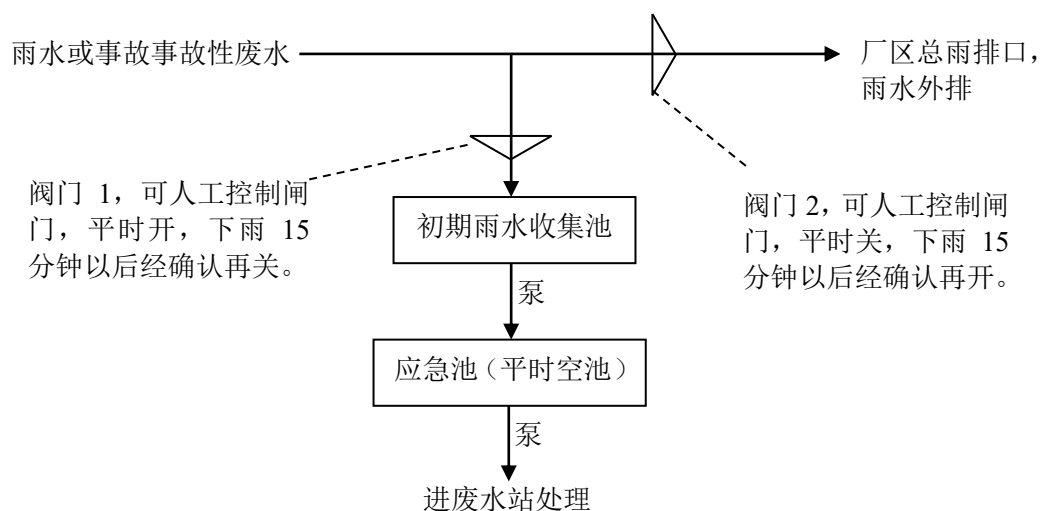 雨水或事故事故性废水
厂区总雨排口，
雨水外排
阀门 1，可人工控制闸
门，平时开，下雨 15
分钟以后经确认再关。
阀门 2，可人工控制闸
门，平时关，下雨 15
分钟以后经确认再开。
初期雨水收集池
泵
应急池（平时空池）
泵
进废水站处理